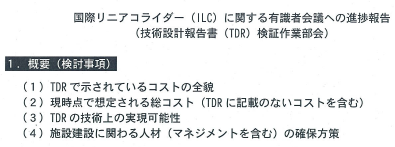 国際リニアコライダー（ILC）に関する有識者会議への進捗報告
（技術設計報告書（TDR）検証作業部会）
１．概要（検討事項）
（１）TDRで示されているコストの全貌
（２）現時点で想定される総コスト（TDRに記載のないコストを含む）
（３）TDRの技術上の実現可能性
（４）施設建設に関わる人材（マネジメントを含む）の確保方策